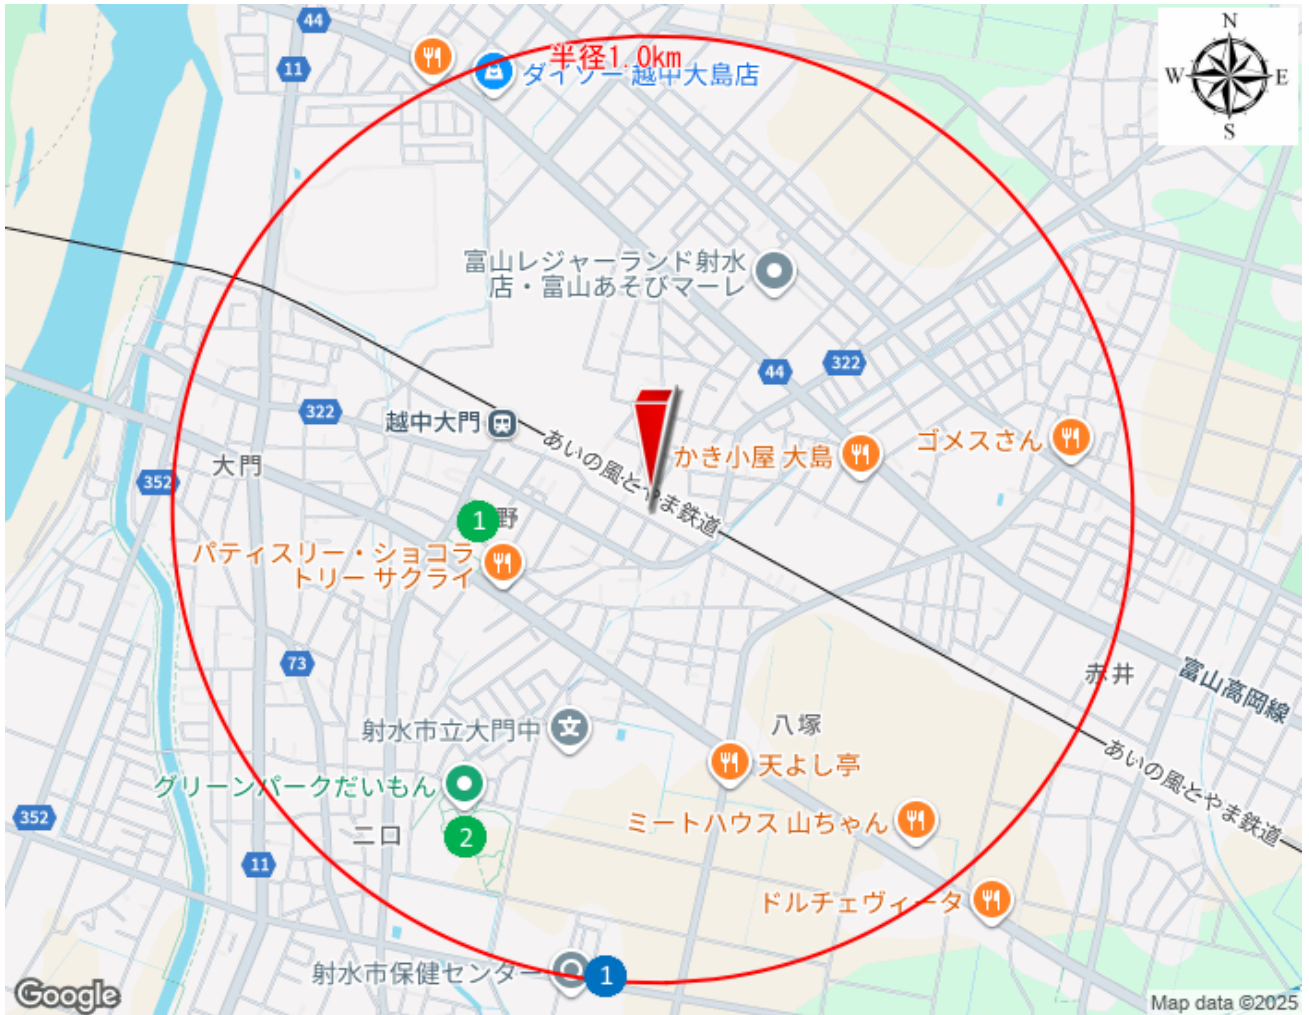 44
N
W
E
S
半径1.0km
ダイソー 越中大島店
11
富山レジャーランド射水
店・富山あそびマーレ
44
322
322
越中大門
あいの風とやま鉄道
かき小屋 大島
ゴメスさん
大門
352
1
野
パティスリー・ショコラ
トリー サクライ
73
赤井
富山高岡線
射水市立大門中
文
八塚
天よし亭
あいの風とやま鉄道
グリーンパークだいもん
352
二口
2
ミートハウス 山ちゃん
11
ドルチェヴィータ
射水市保健センター
1
Google
Map data ©2025